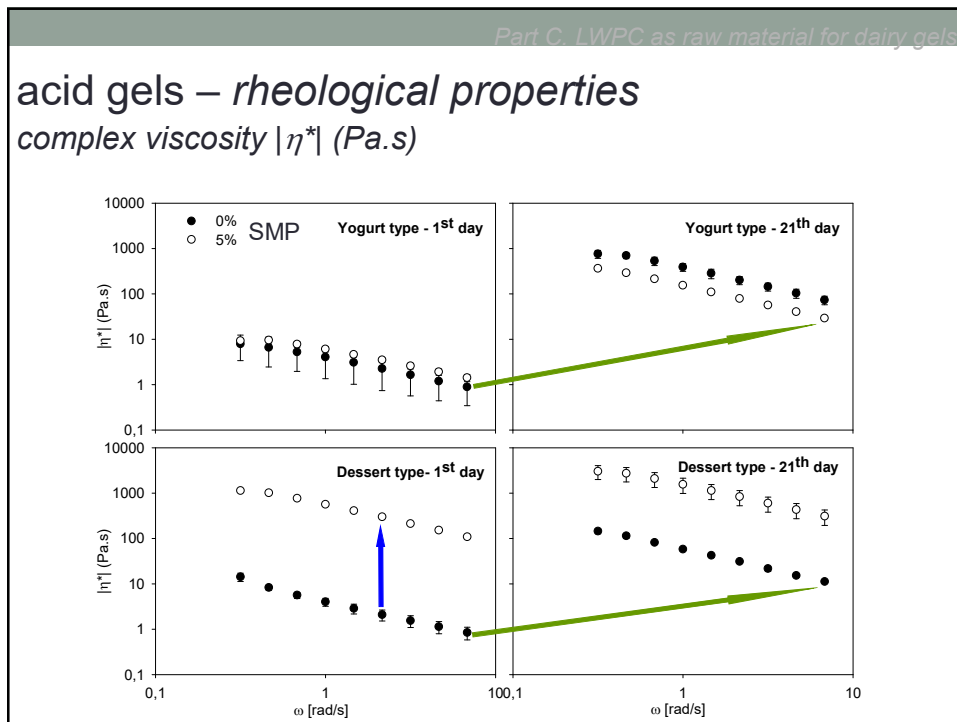 Part C. LWPC as raw material for dairy gels
acid gels – rheological properties
complex viscosity |η*| (Pa.s)
10000
1000
100
10
1
0,1
|η*| (Pa.s)
0%
5%
SMP
Yogurt type - 1st day
Yogurt type - 21th day
10000
1000
100
10
1
0,1
|η*| (Pa.s)
Dessert type- 1st day
Dessert type - 21th day
0,1 1 100,1 1 10
ω [rad/s] ω [rad/s]